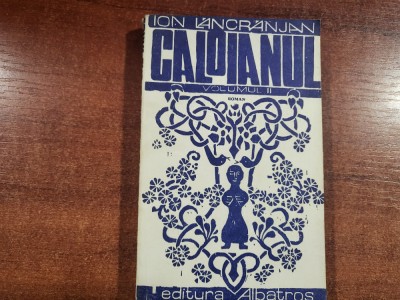 ION LĂNCRĂNJAN
CALOIANUL
VOLUMUL II
ROMAN
editura Albatros